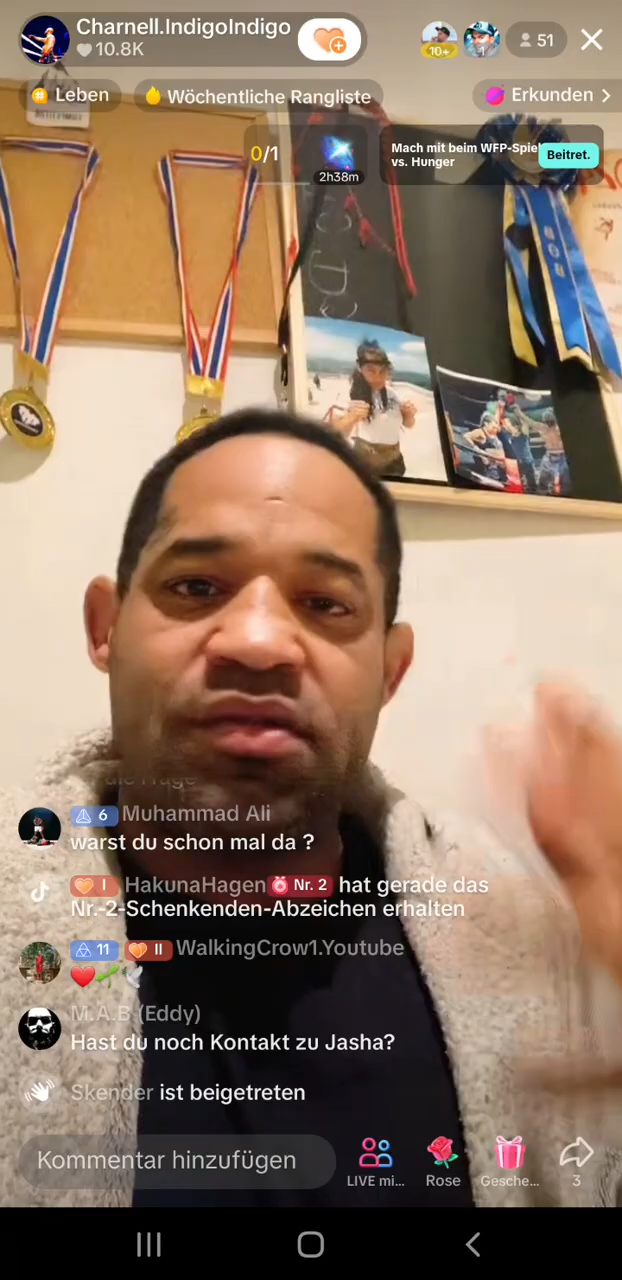 Charnell.IndigoIndigo
10.8K
10+
1
51
Leben
Wöchentliche Rangliste
Erkunden
0/1
2h38m
Mach mit beim WFP-Spiel
vs. Hunger
Beitret.
die Frage
6 Muhammad Ali
warst du schon mal da ?
I HakunaHagen Nr. 2 hat gerade das
Nr.-2-Schenkenden-Abzeichen erhalten
11 II WalkingCrow1.Youtube
M.A.B (Eddy)
Hast du noch Kontakt zu Jasha?
Skender ist beigetreten
Kommentar hinzufügen
LIVE mi...
Rose
Gesche...
3